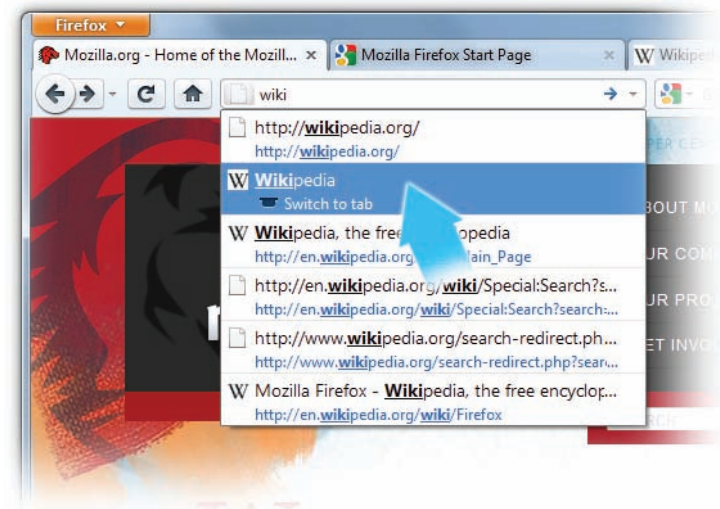 Firefox
Mozilla.org - Home of the Mozill... × Mozilla Firefox Start Page × Wikiped
wiki
http://wikipedia.org/
http://wikipedia.org/
Wikipedia
Switch to tab
Wikipedia, the free
http://en.wikipedia.org
http://en.wikipedia.org/wiki/Special:Search?s...
http://en.wikipedia.org/wiki/Special:Search?search=...
http://www.wikipedia.org/search-redirect.ph...
http://www.wikipedia.org/search-redirect.php?sear...
Mozilla Firefox - Wikipedia, the free encyclop...
http://en.wikipedia.org/wiki/Firefox